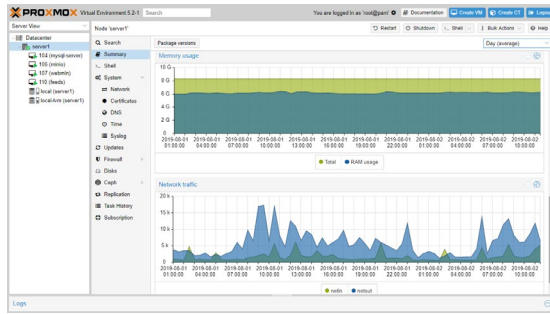 PROXMOX Virtual Environment 5.2-1 Search You are logged in as 'root@pam' Documentation Create VM Create CT Logout
Server View
Node 'server1' Restart Shutdown Shell Bulk Actions Help
Datacenter
server1
104 (mysql-server)
106 (minio)
107 (webmin)
110 (feeds)
local (server1)
local-lvm (server1)
Search
Summary
Shell
System
Network
Certificates
DNS
Time
Syslog
Updates
Firewall
Disks
Ceph
Replication
Task History
Subscription
Package versions Day (average)
Memory usage
10 G
8 G
6 G
4 G
2 G
0
2019-08-01 2019-08-01 2019-08-01 2019-08-01 2019-08-01 2019-08-01 2019-08-01 2019-08-01 2019-08-02 2019-08-02 2019-08-02 2019-08-02
01:00:00 04:00:00 07:00:00 10:00:00 13:00:00 16:00:00 19:00:00 22:00:00 01:00:00 04:00:00 07:00:00 10:00:00
Total RAM usage
Network traffic
20 k
15 k
10 k
5 k
0
2019-08-01 2019-08-01 2019-08-01 2019-08-01 2019-08-01 2019-08-01 2019-08-01 2019-08-01 2019-08-02 2019-08-02 2019-08-02 2019-08-02
01:00:00 04:00:00 07:00:00 10:00:00 13:00:00 16:00:00 19:00:00 22:00:00 01:00:00 04:00:00 07:00:00 10:00:00
netin netout
Logs